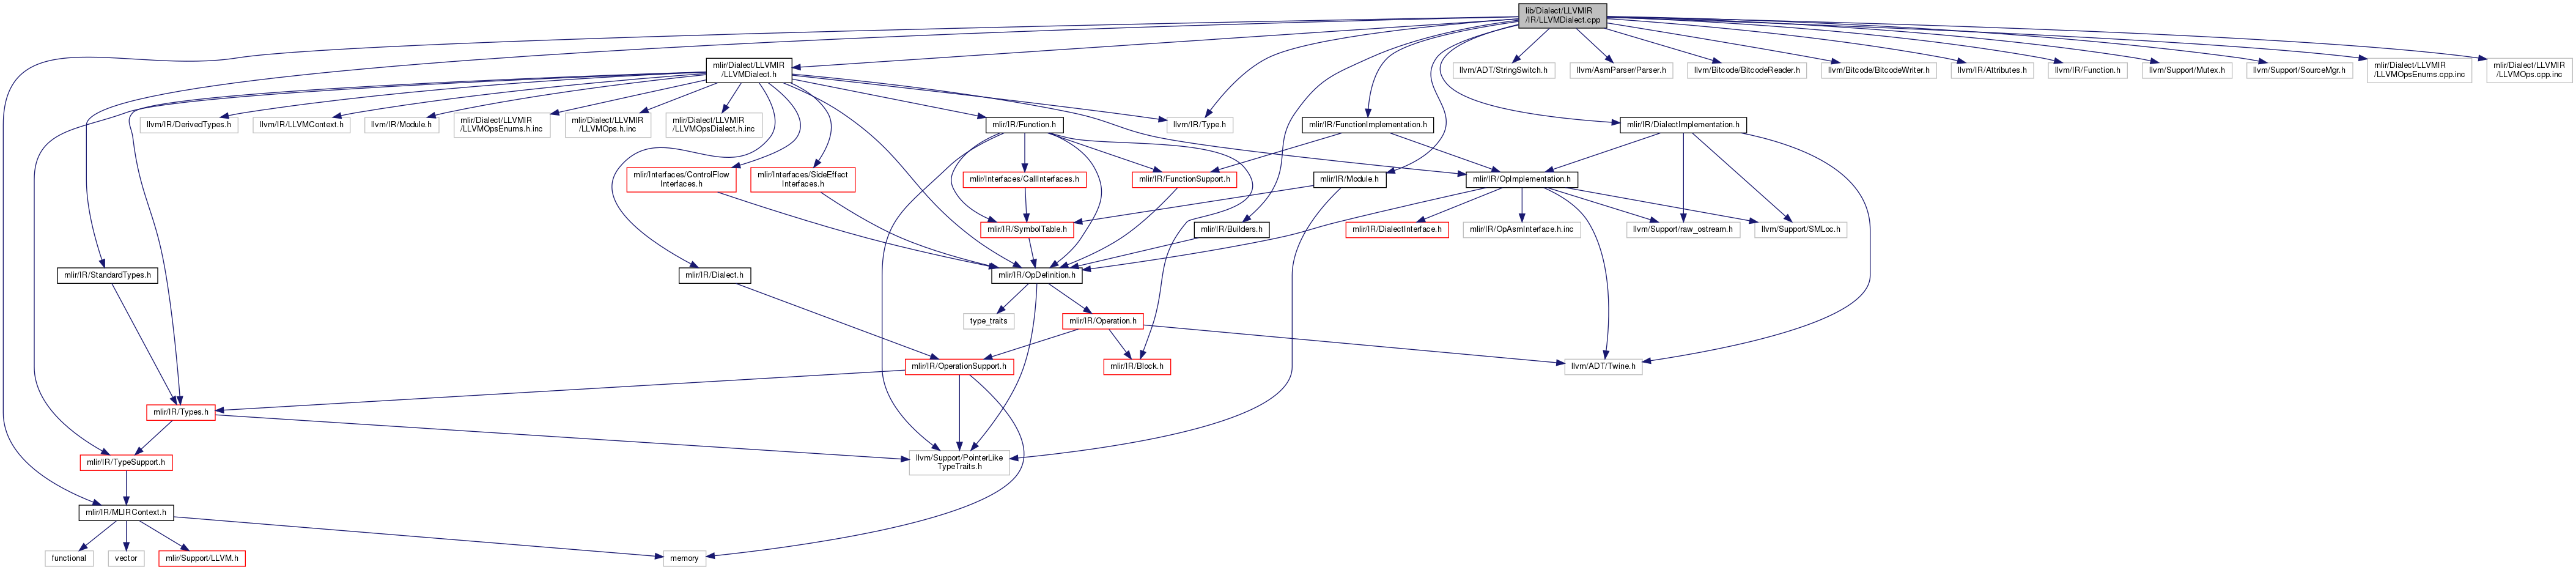 lib/Dialect/LLVMIR
/IR/LLVMDialect.cpp
mlir/Dialect/LLVMIR
/LLVMDialect.h
llvm/ADT/StringSwitch.h
llvm/AsmParser/Parser.h
llvm/Bitcode/BitcodeReader.h
llvm/Bitcode/BitcodeWriter.h
llvm/IR/Attributes.h
llvm/IR/Function.h
llvm/Support/Mutex.h
llvm/Support/SourceMgr.h
mlir/Dialect/LLVMIR
/LLVMOpsEnums.cpp.inc
mlir/Dialect/LLVMIR
/LLVMOps.cpp.inc
llvm/IR/DerivedTypes.h
llvm/IR/LLVMContext.h
llvm/IR/Module.h
mlir/Dialect/LLVMIR
/LLVMOpsEnums.h.inc
mlir/Dialect/LLVMIR
/LLVMOps.h.inc
mlir/Dialect/LLVMIR
/LLVMOpsDialect.h.inc
mlir/IR/Function.h
llvm/IR/Type.h
mlir/IR/FunctionImplementation.h
mlir/IR/DialectImplementation.h
mlir/Interfaces/ControlFlow
Interfaces.h
mlir/Interfaces/SideEffect
Interfaces.h
mlir/Interfaces/CallInterfaces.h
mlir/IR/FunctionSupport.h
mlir/IR/Module.h
mlir/IR/OpImplementation.h
mlir/IR/SymbolTable.h
mlir/IR/Builders.h
mlir/IR/DialectInterface.h
mlir/IR/OpAsmInterface.h.inc
llvm/Support/raw_ostream.h
llvm/Support/SMLoc.h
mlir/IR/StandardTypes.h
mlir/IR/Dialect.h
mlir/IR/OpDefinition.h
type_traits
mlir/IR/Operation.h
mlir/IR/OperationSupport.h
mlir/IR/Block.h
llvm/ADT/Twine.h
mlir/IR/Types.h
mlir/IR/TypeSupport.h
llvm/Support/PointerLike
TypeTraits.h
mlir/IR/MLIRContext.h
functional
vector
mlir/Support/LLVM.h
memory